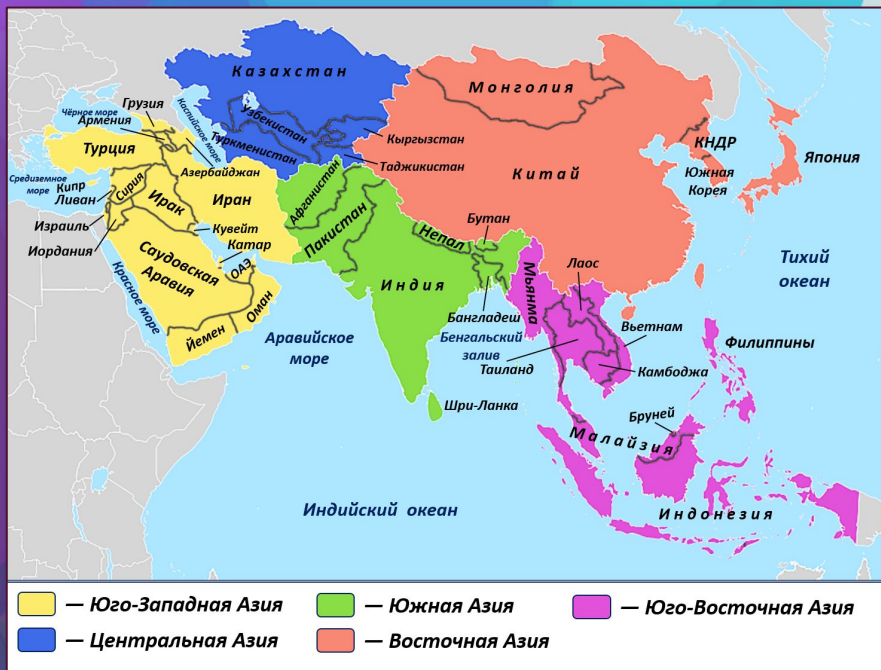 Казахстан
Монголия
Грузия
Чёрное море
Армения
Каспийское море
Узбекистан
Туркменистан
Кыргызстан
Таджикистан
КНДР
Япония
Южная
Корея
Турция
Азербайджан
Средиземное
море
Кипр
Ливан
Сирия
Ирак
Иран
Афганистан
Пакистан
Китай
Израиль
Иордания
Кувейт
Катар
ОАЭ
Саудовская
Аравия
Красное море
Йемен
Оман
Непал
Бутан
Индия
Бангладеш
Мьянма
Лаос
Тихий
океан
Аравийское
море
Бенгальский
залив
Таиланд
Вьетнам
Камбоджа
Филиппины
Шри-Ланка
Бруней
Малайзия
Индонезия
Индийский океан
— Юго-Западная Азия
— Южная Азия
— Юго-Восточная Азия
— Центральная Азия
— Восточная Азия